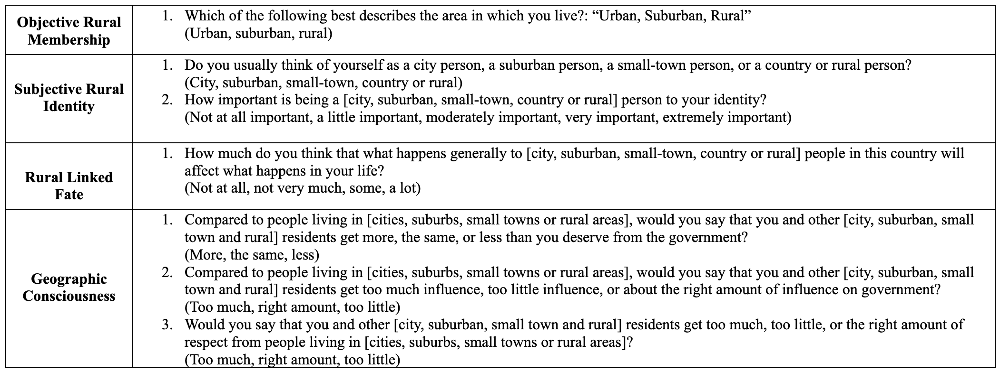 Objective Rural
Membership
1. Which of the following best describes the area in which you live?: “Urban, Suburban, Rural”
(Urban, suburban, rural)
Subjective Rural
Identity
1. Do you usually think of yourself as a city person, a suburban person, a small-town person, or a country or rural person?
(City, suburban, small-town, country or rural)
2. How important is being a [city, suburban, small-town, country or rural] person to your identity?
(Not at all important, a little important, moderately important, very important, extremely important)
Rural Linked
Fate
1. How much do you think that what happens generally to [city, suburban, small-town, country or rural] people in this country will
affect what happens in your life?
(Not at all, not very much, some, a lot)
Geographic
Consciousness
1. Compared to people living in [cities, suburbs, small towns or rural areas], would you say that you and other [city, suburban, small
town and rural] residents get more, the same, or less than you deserve from the government?
(More, the same, less)
2. Compared to people living in [cities, suburbs, small towns or rural areas], would you say that you and other [city, suburban, small
town and rural] residents get too much influence, too little influence, or about the right amount of influence on government?
(Too much, right amount, too little)
3. Would you say that you and other [city, suburban, small town and rural] residents get too much, too little, or the right amount of
respect from people living in [cities, suburbs, small towns or rural areas]?
(Too much, right amount, too little)